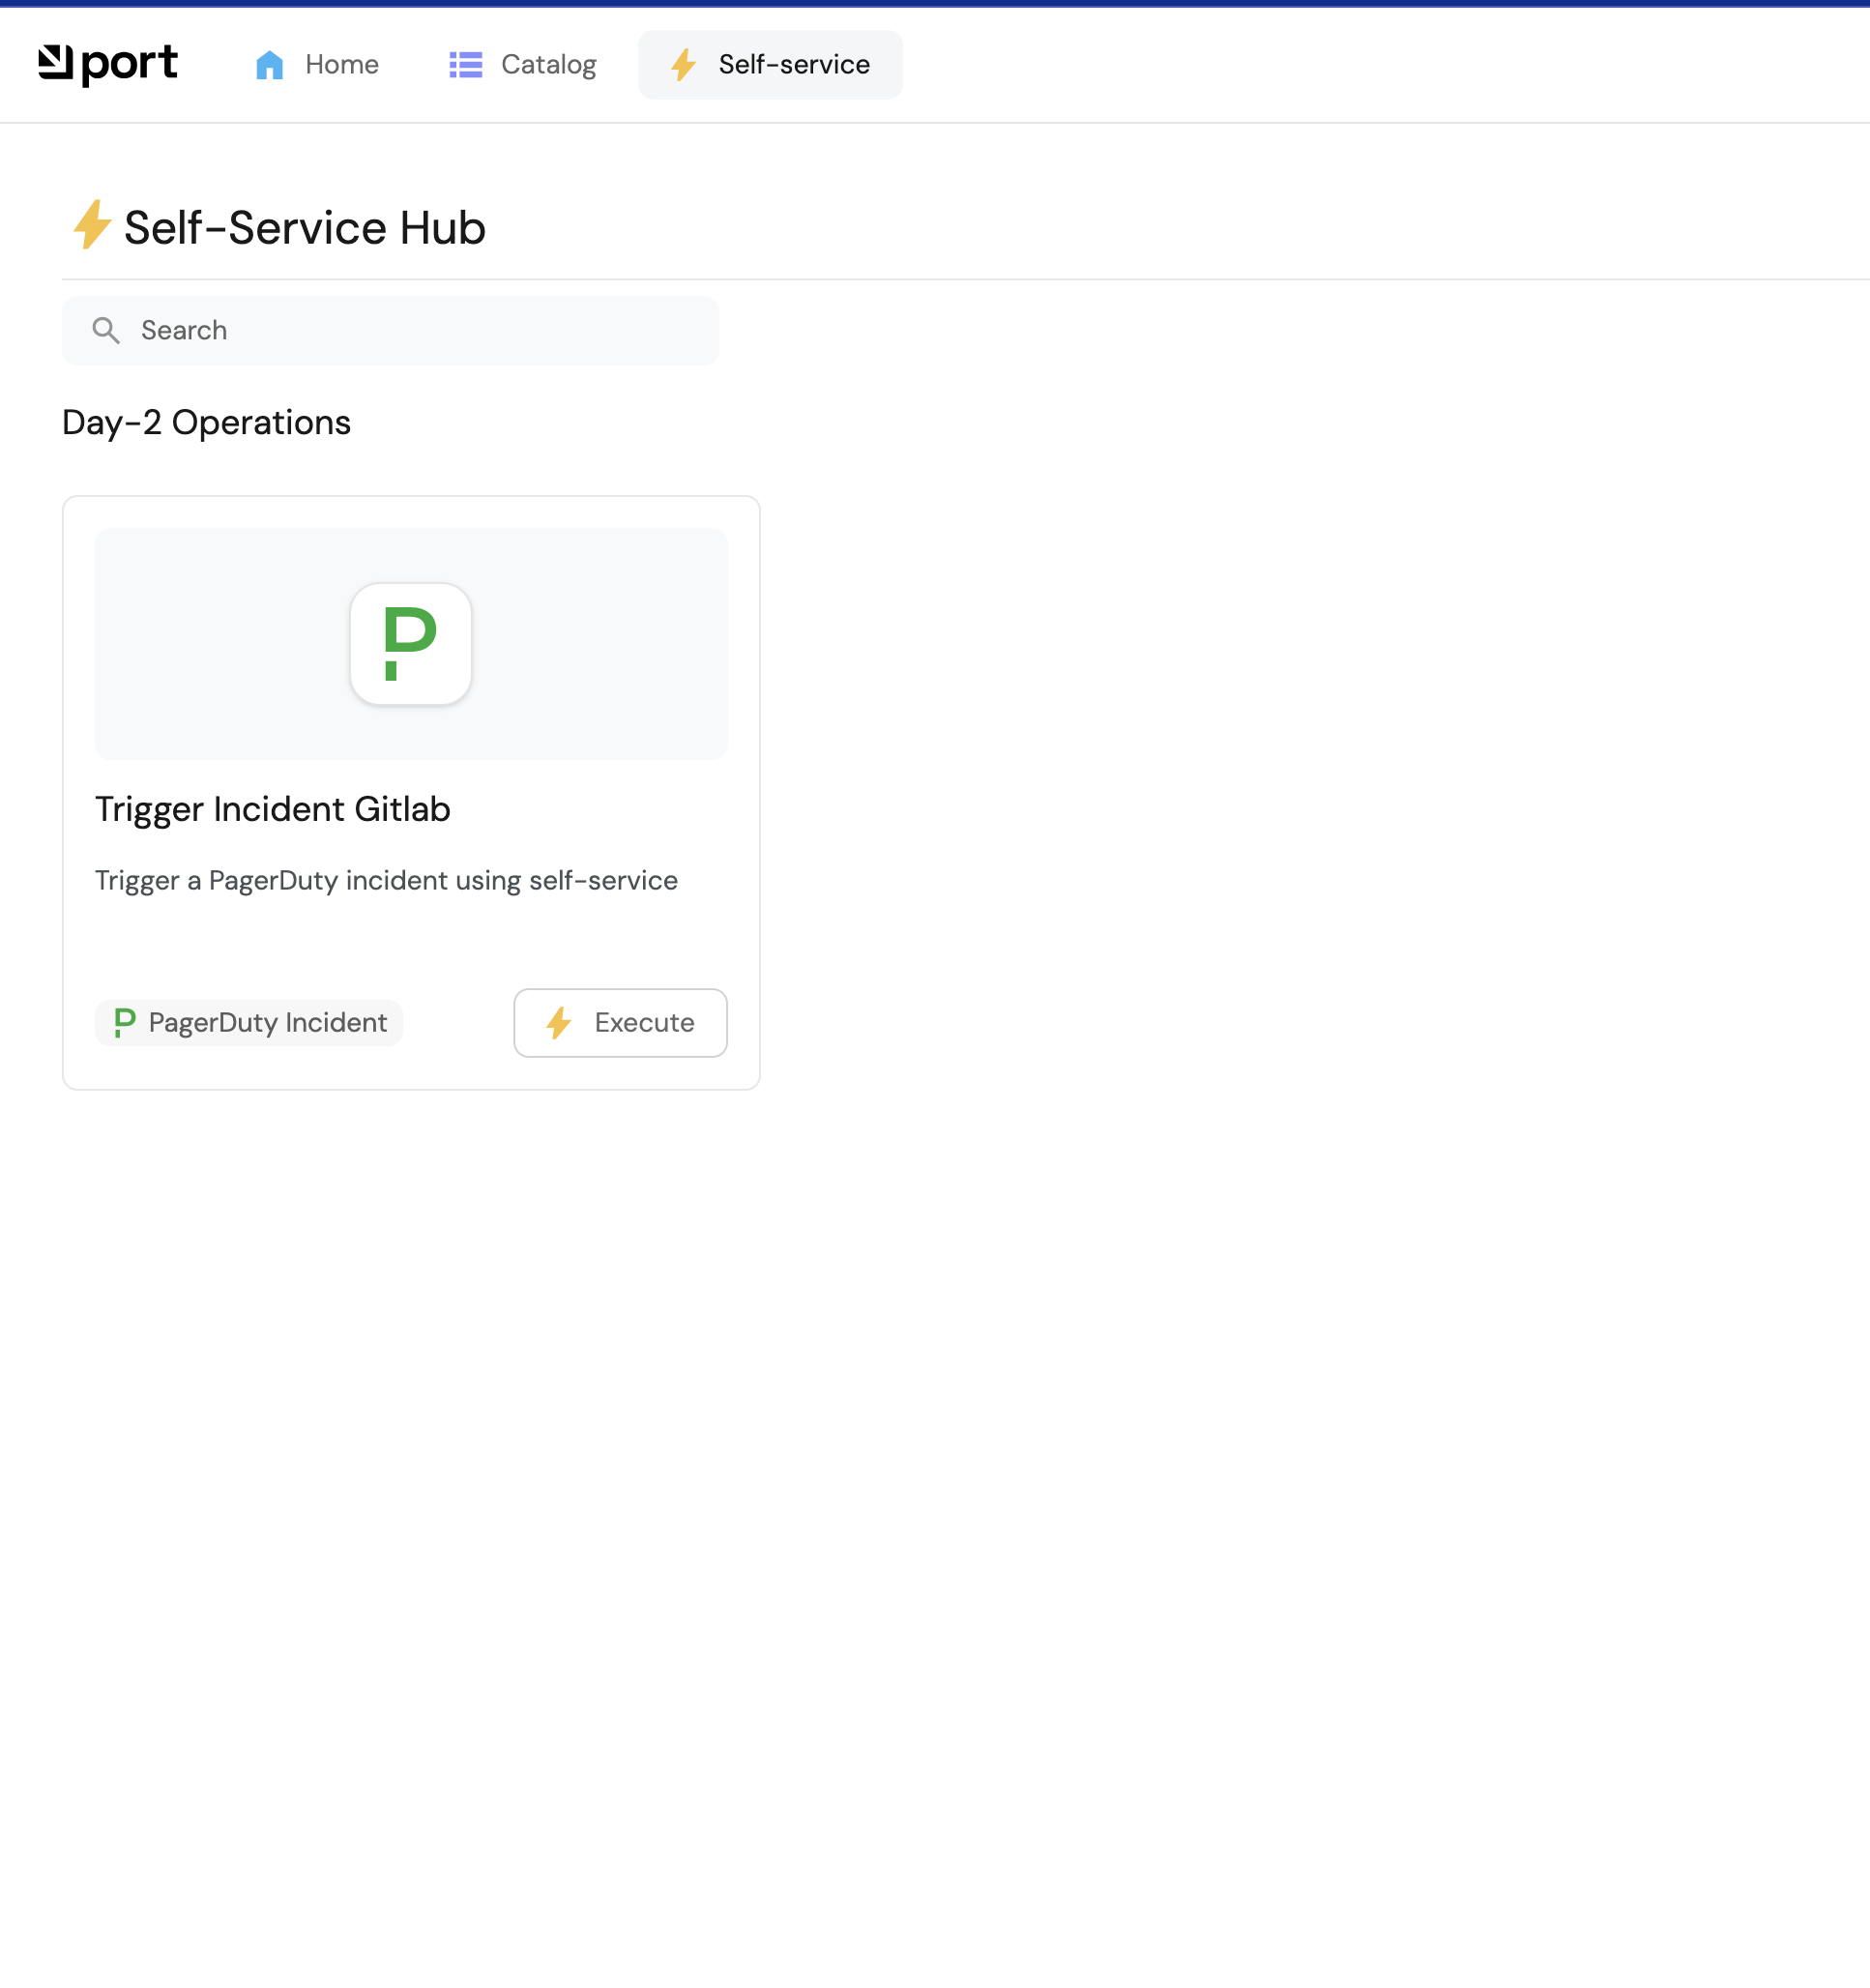 port
Home
Catalog
Self-service
Self-Service Hub
Search
Day-2 Operations
Trigger Incident Gitlab
Trigger a PagerDuty incident using self-service
PagerDuty Incident
Execute